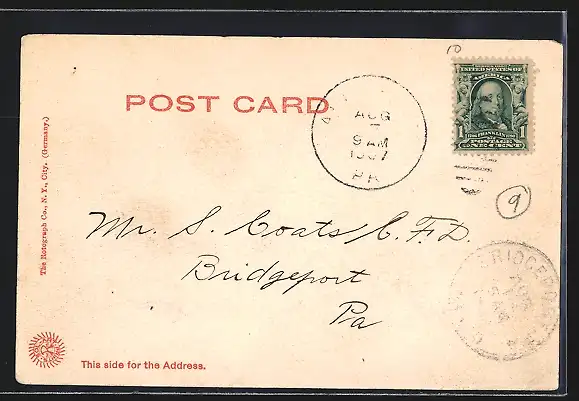 POST CARD
AUG
9 AM
1907
PA
UNITED STATES OF
AMERICA
1 FRANKLIN 1
POSTAGE
ONE CENT
9
Mr. S. Coats C. F. D.
Bridgeport
Pa
BRIDGEPORT
The Rotograph Co., N. Y., City. (Germany.)
This side for the Address.